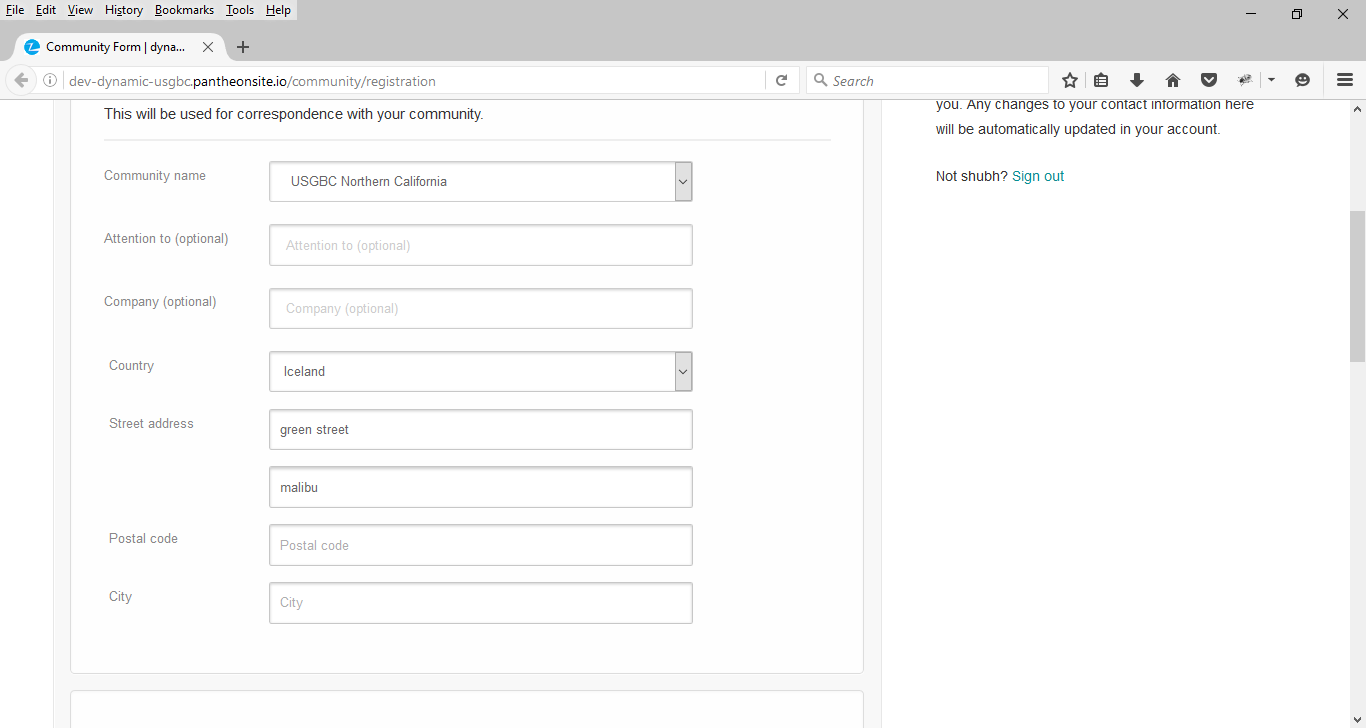 File Edit View History Bookmarks Tools Help
Community Form | dyna...
dev-dynamic-usgbc.pantheonsite.io/community/registration
Search
This will be used for correspondence with your community.
Community name
USGBC Northern California
Attention to (optional)
Attention to (optional)
Company (optional)
Company (optional)
Country
Iceland
Street address
green street
malibu
Postal code
Postal code
City
City
you. Any changes to your contact information here
will be automatically updated in your account.
Not shubh? Sign out